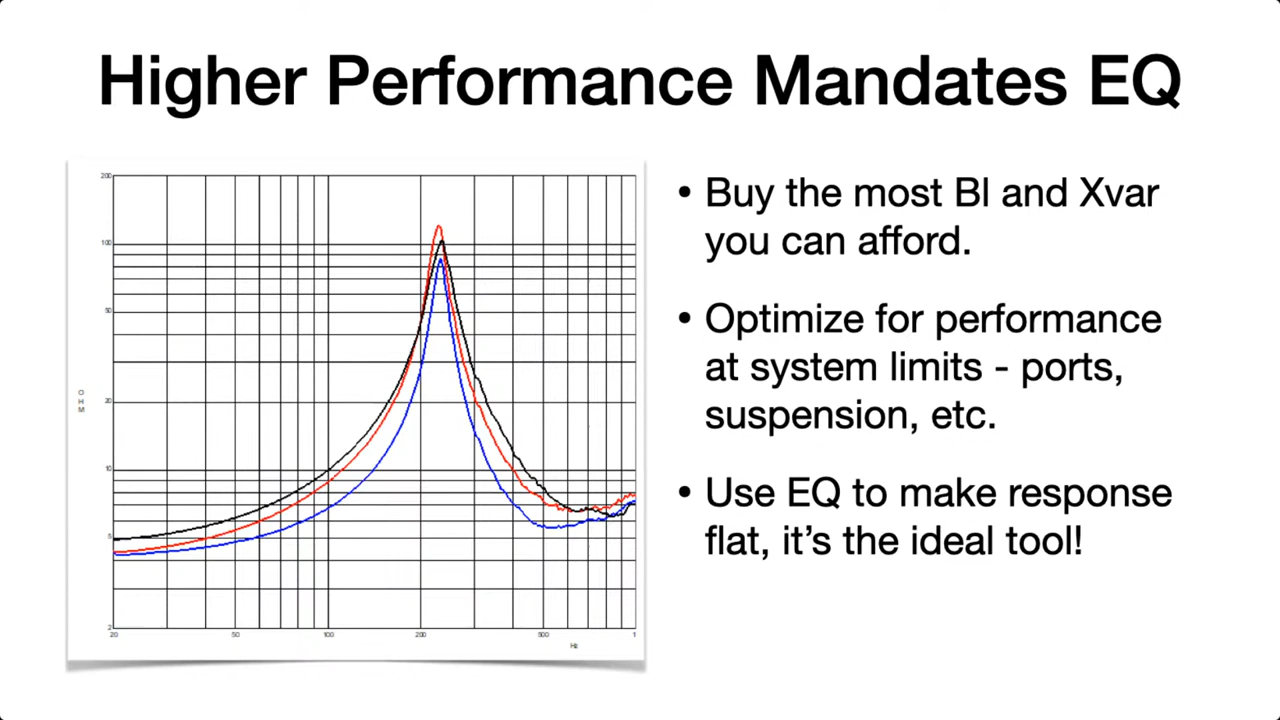 Higher Performance Mandates EQ
200
100
50
20
10
5
2
O
H
M
20
50
100
200
500
1
Hz
• Buy the most Bl and Xvar
you can afford.
• Optimize for performance
at system limits - ports,
suspension, etc.
• Use EQ to make response
flat, it’s the ideal tool!